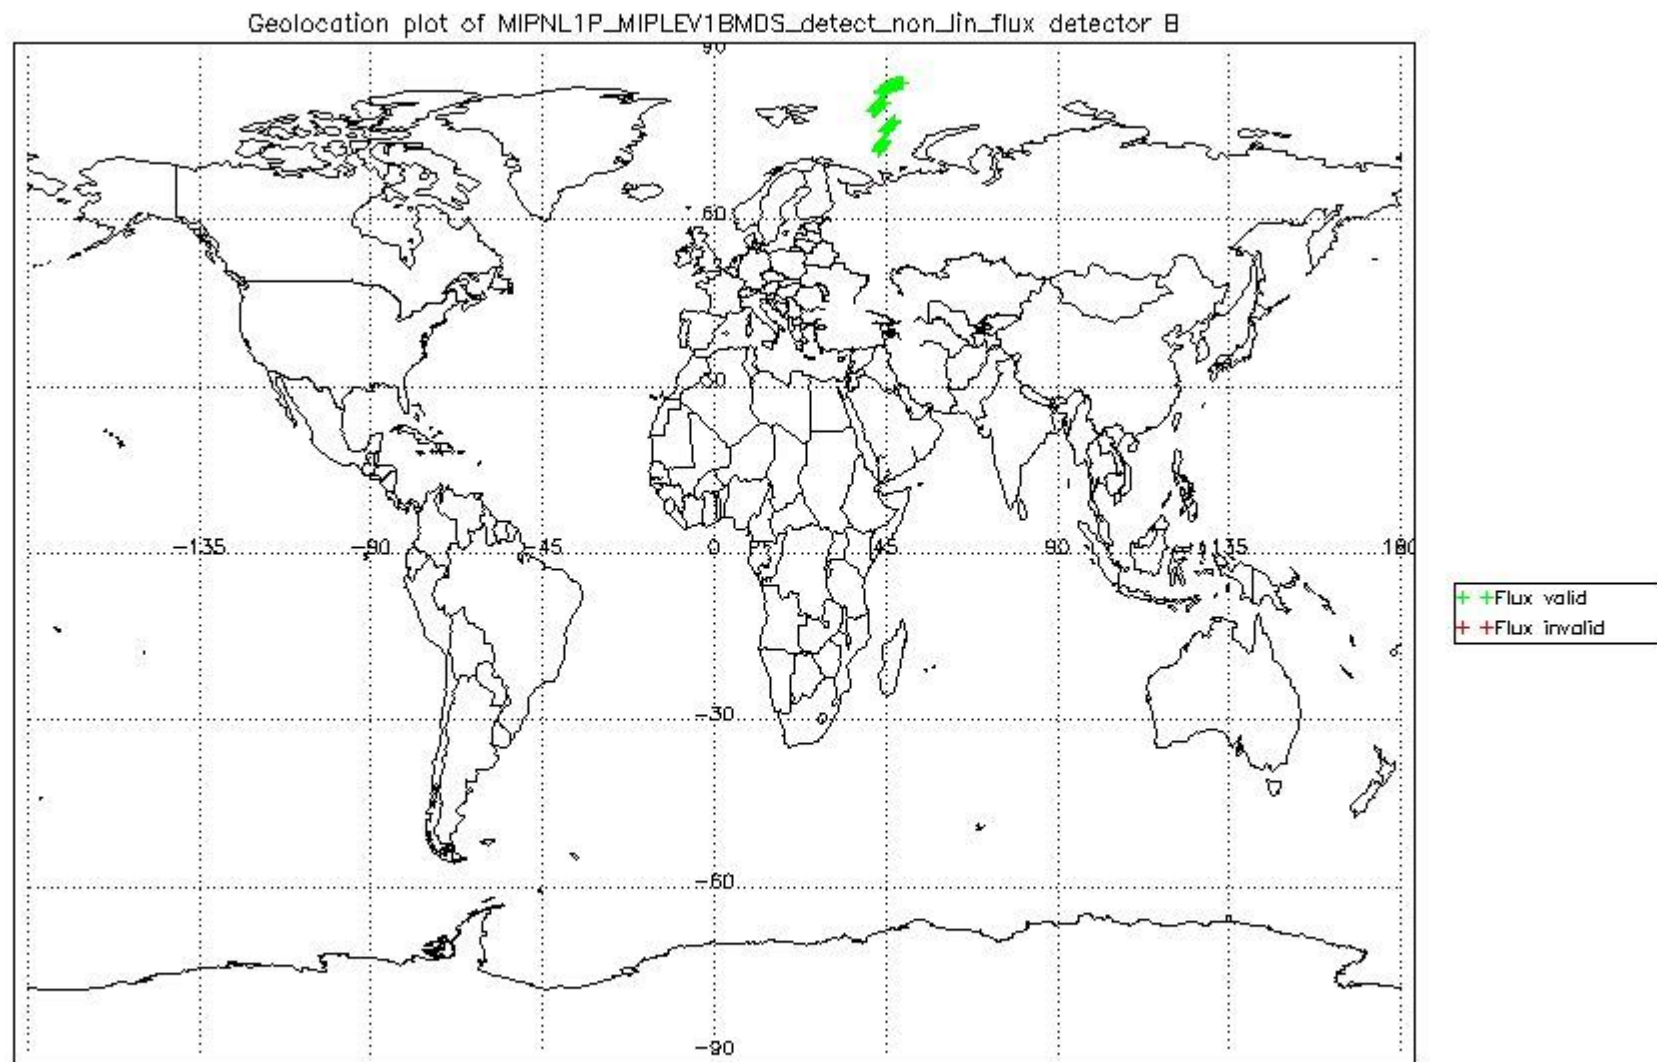 Geolocation plot of MIPNL1P_MIPLEV1BMDS_detect_non_lin_flux detector B
90
60
30
-135 -90 -45 0 45 90 135 180
-30
-60
-90
+ +Flux valid
+ +Flux invalid